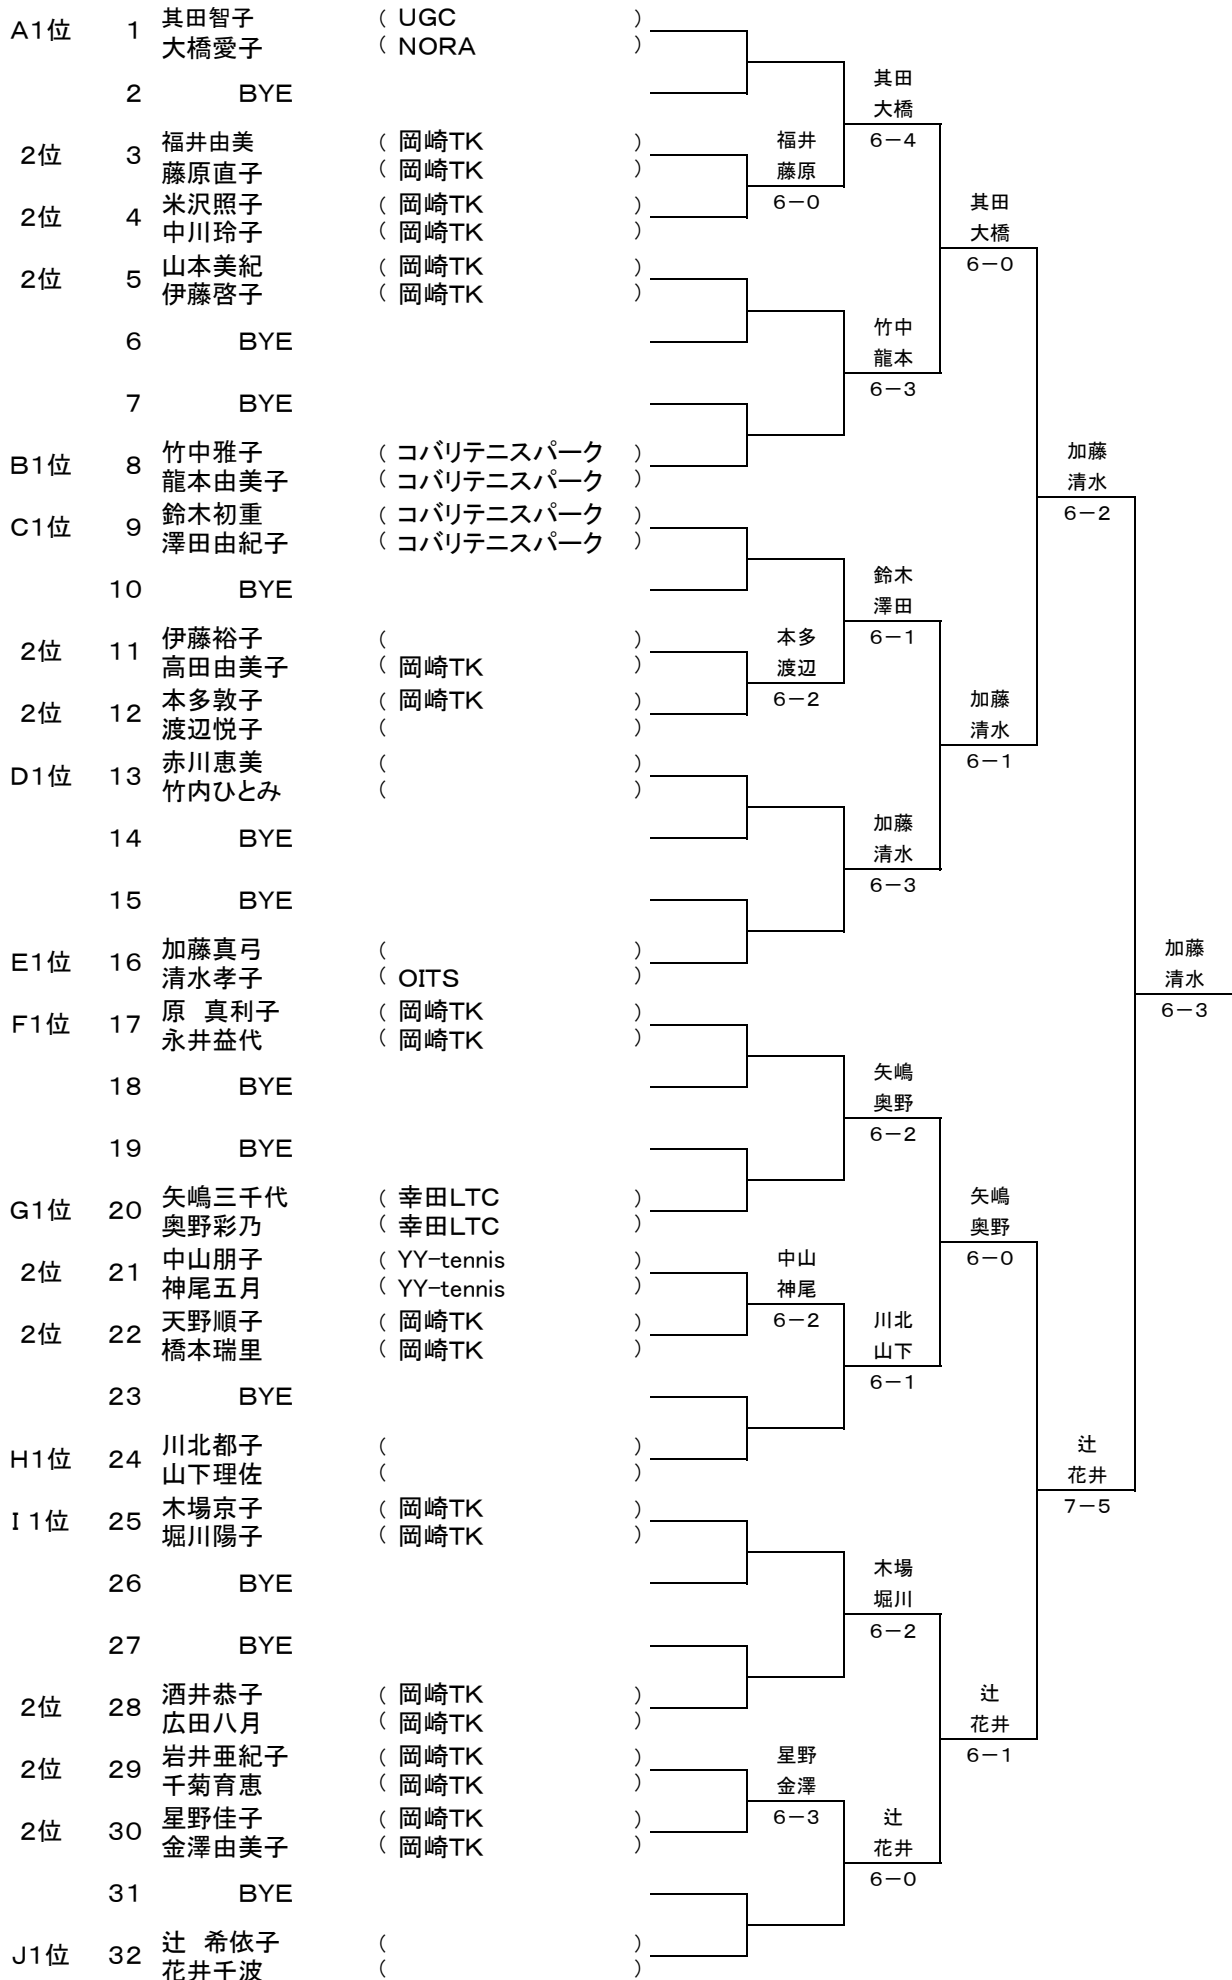 A1位 1 其田智子 ( UGC )
大橋愛子 ( NORA )
2 BYE
其田
大橋
6-4
2位 3 福井由美 ( 岡崎TK )
藤原直子 ( 岡崎TK )
福井
藤原
6-0
2位 4 米沢照子 ( 岡崎TK )
中川玲子 ( 岡崎TK )
其田
大橋
6-0
2位 5 山本美紀 ( 岡崎TK )
伊藤啓子 ( 岡崎TK )
6 BYE
竹中
龍本
6-3
7 BYE
B1位 8 竹中雅子 ( コバリテニスパーク )
龍本由美子 ( コバリテニスパーク )
加藤
清水
6-2
C1位 9 鈴木初重 ( コバリテニスパーク )
澤田由紀子 ( コバリテニスパーク )
10 BYE
鈴木
澤田
6-1
2位 11 伊藤裕子 ( )
高田由美子 ( 岡崎TK )
本多
渡辺
6-2
2位 12 本多敦子 ( 岡崎TK )
渡辺悦子 ( )
加藤
清水
6-1
D1位 13 赤川恵美 ( )
竹内ひとみ ( )
14 BYE
加藤
清水
6-3
15 BYE
E1位 16 加藤真弓 ( )
清水孝子 ( OITS )
加藤
清水
6-3
F1位 17 原 真利子 ( 岡崎TK )
永井益代 ( 岡崎TK )
18 BYE
矢嶋
奥野
6-2
19 BYE
G1位 20 矢嶋三千代 ( 幸田LTC )
奥野彩乃 ( 幸田LTC )
矢嶋
奥野
6-0
2位 21 中山朋子 ( YY-tennis )
神尾五月 ( YY-tennis )
中山
神尾
6-2
2位 22 天野順子 ( 岡崎TK )
橋本瑞里 ( 岡崎TK )
川北
山下
6-1
23 BYE
H1位 24 川北都子 ( )
山下理佐 ( )
辻
花井
7-5
I 1位 25 木場京子 ( 岡崎TK )
堀川陽子 ( 岡崎TK )
26 BYE
木場
堀川
6-2
27 BYE
2位 28 酒井恭子 ( 岡崎TK )
広田八月 ( 岡崎TK )
辻
花井
6-1
2位 29 岩井亜紀子 ( 岡崎TK )
千菊育恵 ( 岡崎TK )
星野
金澤
6-3
2位 30 星野佳子 ( 岡崎TK )
金澤由美子 ( 岡崎TK )
辻
花井
6-0
31 BYE
J1位 32 辻 希依子 ( )
花井千波 ( )